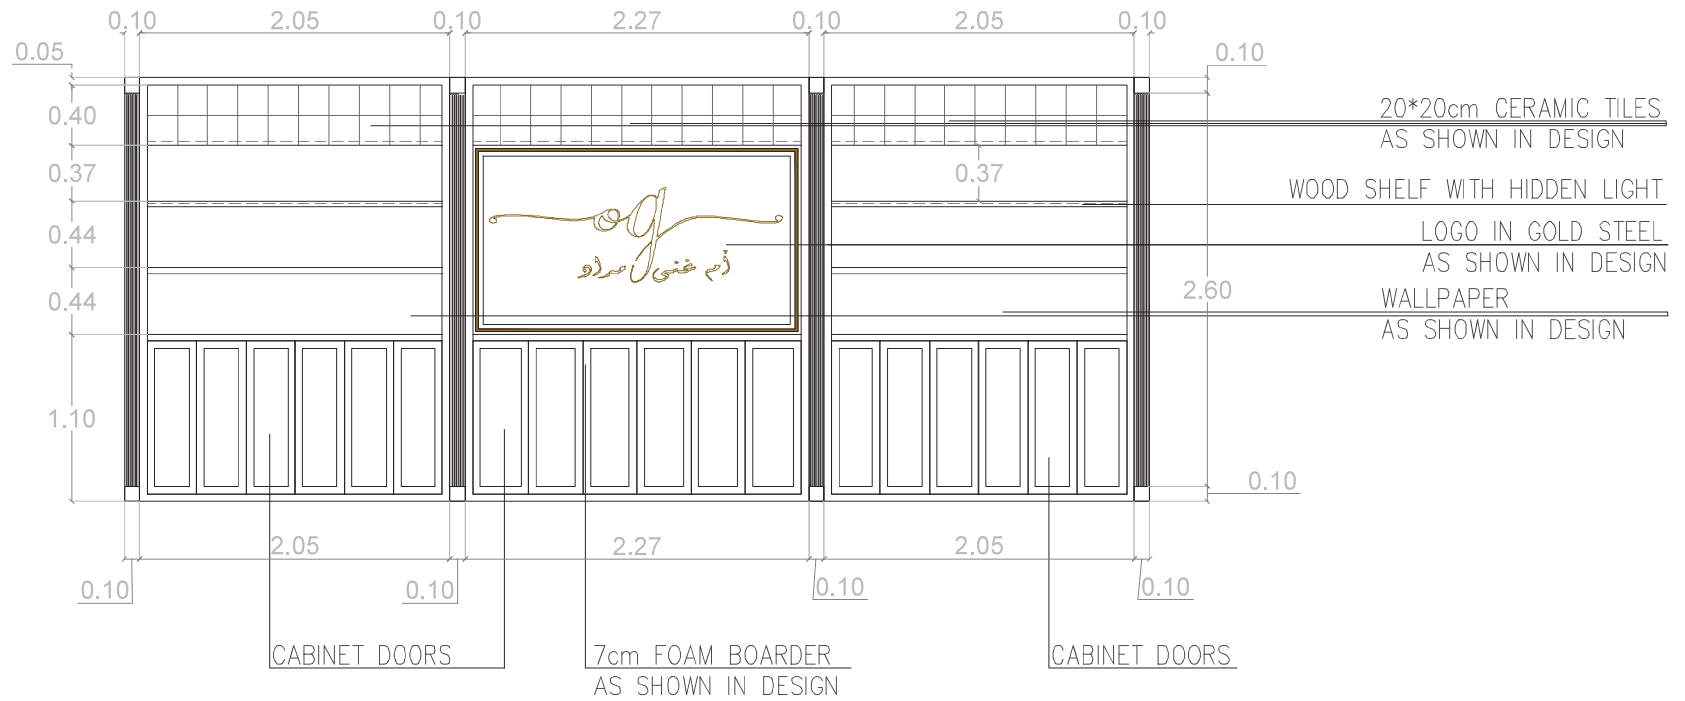 0.10 2.05 0.10 2.27 0.10 2.05 0.10
0.05
0.10
0.40
20*20cm CERAMIC TILES
AS SHOWN IN DESIGN
0.37
0.37
WOOD SHELF WITH HIDDEN LIGHT
0.44
LOGO IN GOLD STEEL
AS SHOWN IN DESIGN
أم غني مراد
0.44
2.60
WALLPAPER
AS SHOWN IN DESIGN
1.10
0.10
2.05 2.27 2.05
0.10 0.10 0.10 0.10
CABINET DOORS
7cm FOAM BOARDER
AS SHOWN IN DESIGN
CABINET DOORS